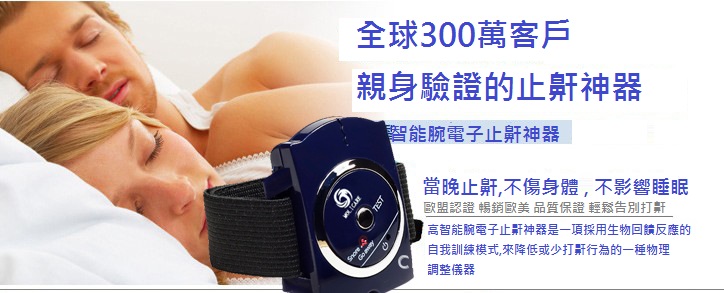 全球300萬客戶
親身驗證的止鼾神器
智能腕電子止鼾神器
當晚止鼾,不傷身體,不影響睡眠
歐盟認證 暢銷歐美 品質保證 輕鬆告別打鼾
高智能腕電子止鼾神器是一項採用生物回饋反應的
自我訓練模式,來降低或少打鼾行為的一種物理
調整儀器
TEST
Snore
Go away